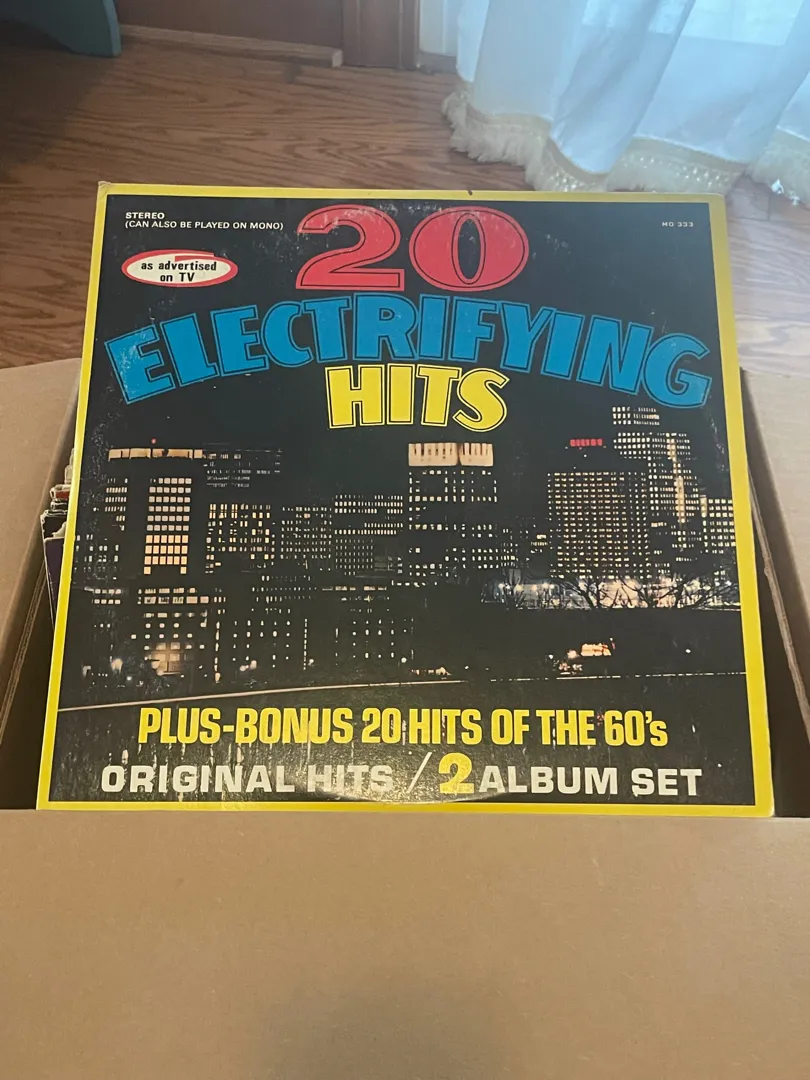 STEREO
(CAN ALSO BE PLAYED ON MONO)
MO 333
as advertised
on TV
20
ELECTRIFYING
HITS
PLUS-BONUS 20 HITS OF THE 60's
ORIGINAL HITS / 2 ALBUM SET